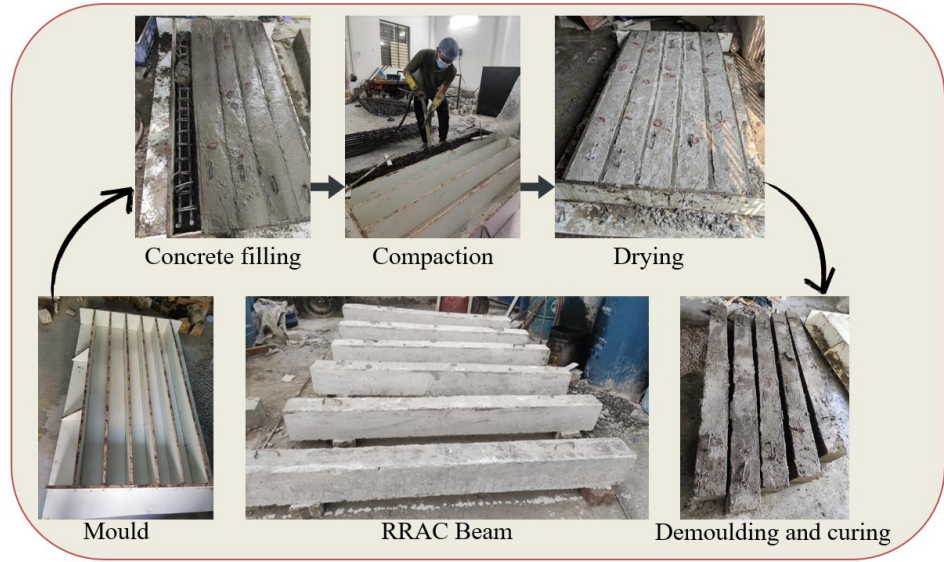 Concrete filling
Compaction
Drying
Mould
RRAC Beam
Demoulding and curing